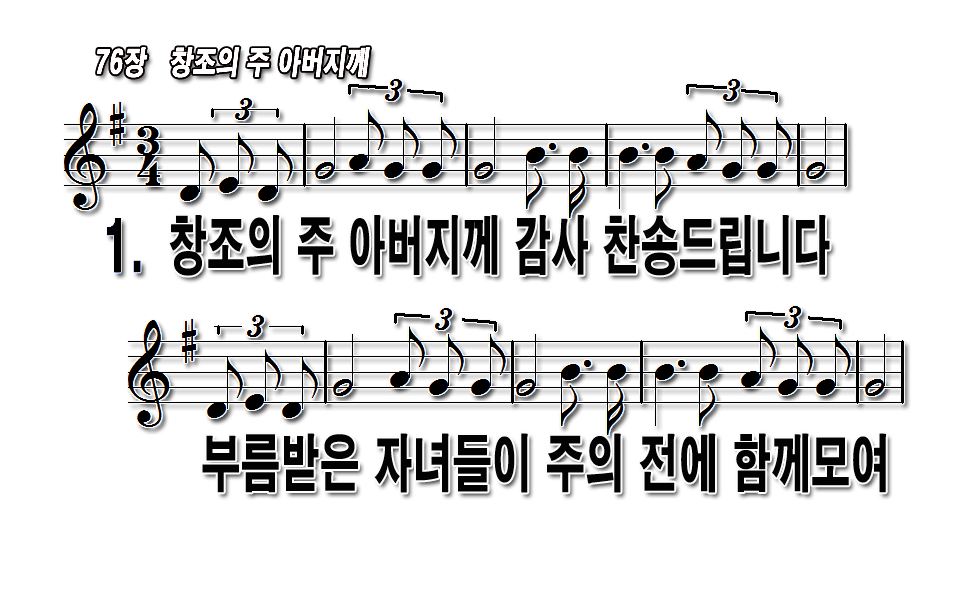 76장 창조의 주 아버지께
3 3 3
3
4
1. 창조의 주 아버지께 감사 찬송드립니다
3 3 3
부름받은 자녀들이 주의 전에 함께모여